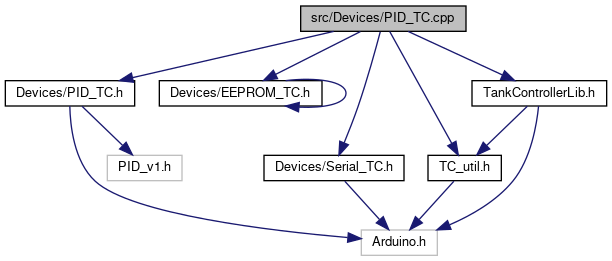 src/Devices/PID_TC.cpp
Devices/PID_TC.h
Devices/EEPROM_TC.h
TankControllerLib.h
PID_v1.h
Devices/Serial_TC.h
TC_util.h
Arduino.h